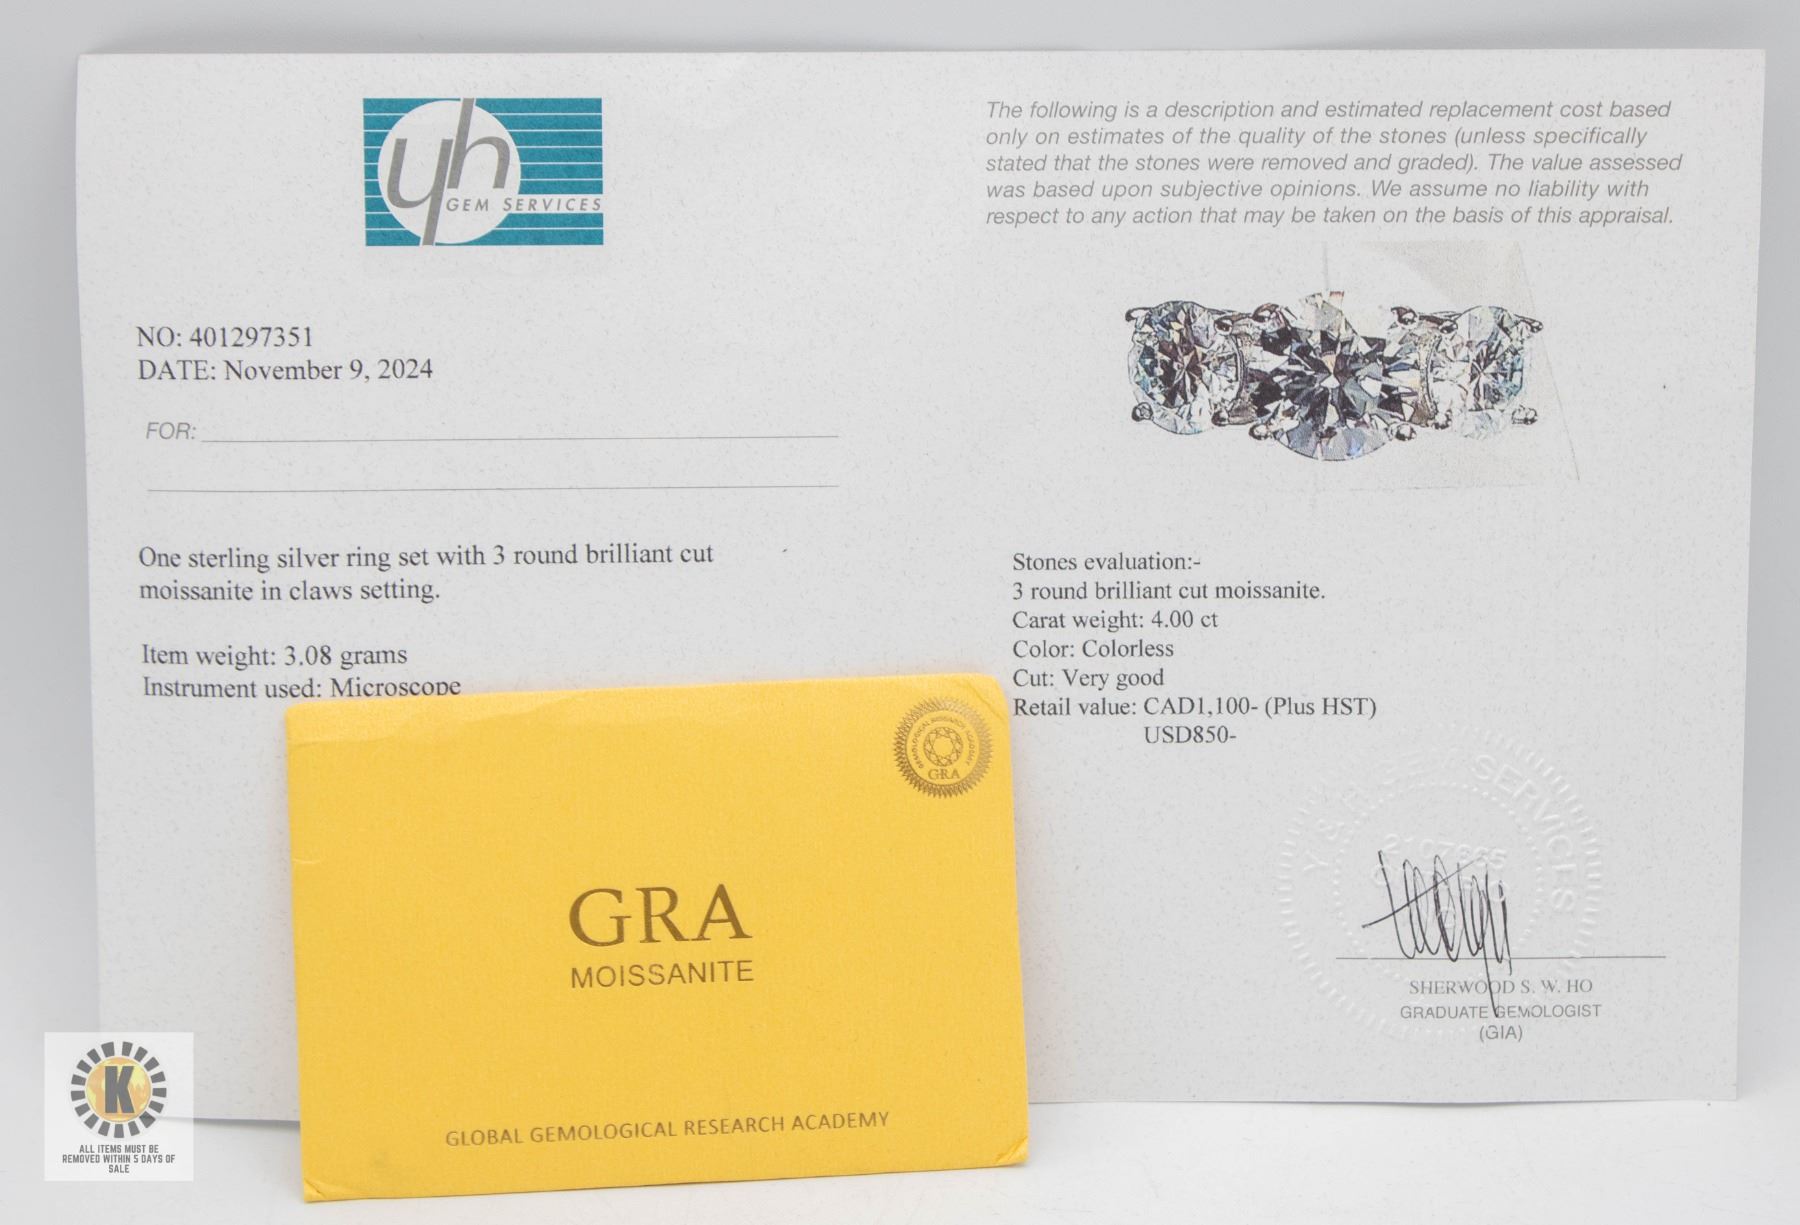 yh
GEM SERVICES
NO: 401297351
DATE: November 9, 2024
FOR:
One sterling silver ring set with 3 round brilliant cut
moissanite in claws setting.
Item weight: 3.08 grams
Instrument used: Microscope
The following is a description and estimated replacement cost based
only on estimates of the quality of the stones (unless specifically
stated that the stones were removed and graded). The value assessed
was based upon subjective opinions. We assume no liability with
respect to any action that may be taken on the basis of this appraisal.
Stones evaluation:-
3 round brilliant cut moissanite.
Carat weight: 4.00 ct
Color: Colorless
Cut: Very good
Retail value: CAD1,100- (Plus HST)
USD850-
SERVICES
SHERWOOD S. W. HO
GRADUATE GEMOLOGIST
(GIA)
GEMOLOGICAL RESEARCH ACADEMY
GRA
GRA
MOISSANITE
GLOBAL GEMOLOGICAL RESEARCH ACADEMY
K
ALL ITEMS MUST BE
REMOVED WITHIN 5 DAYS OF
SALE